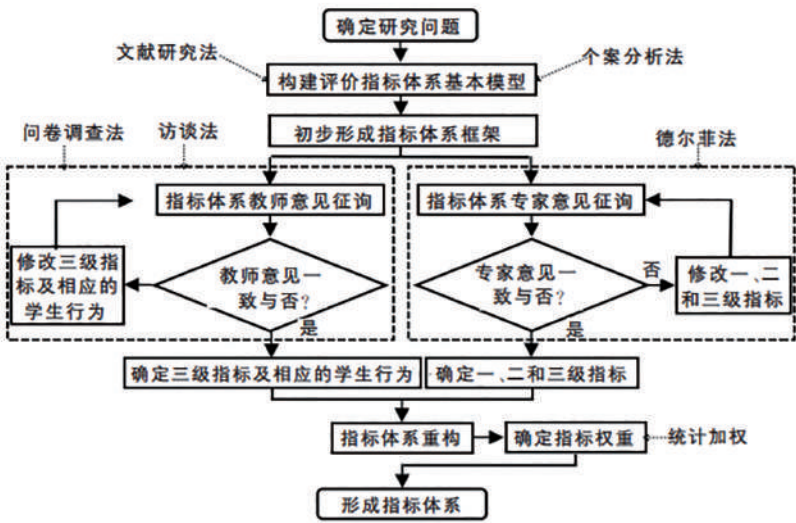 确定研究问题
文献研究法
个案分析法
构建评价指标体系基本模型
问卷调查法
访谈法
初步形成指标体系框架
德尔菲法
指标体系教师意见征询
指标体系专家意见征询
修改三级指
标及相应的
学生行为
教师意见一
致与否?
专家意见一
致与否?
否
修改一、二
和三级指标
是
是
确定三级指标及相应的学生行为
确定一、二和三级指标
指标体系重构
确定指标权重
统计加权
形成指标体系